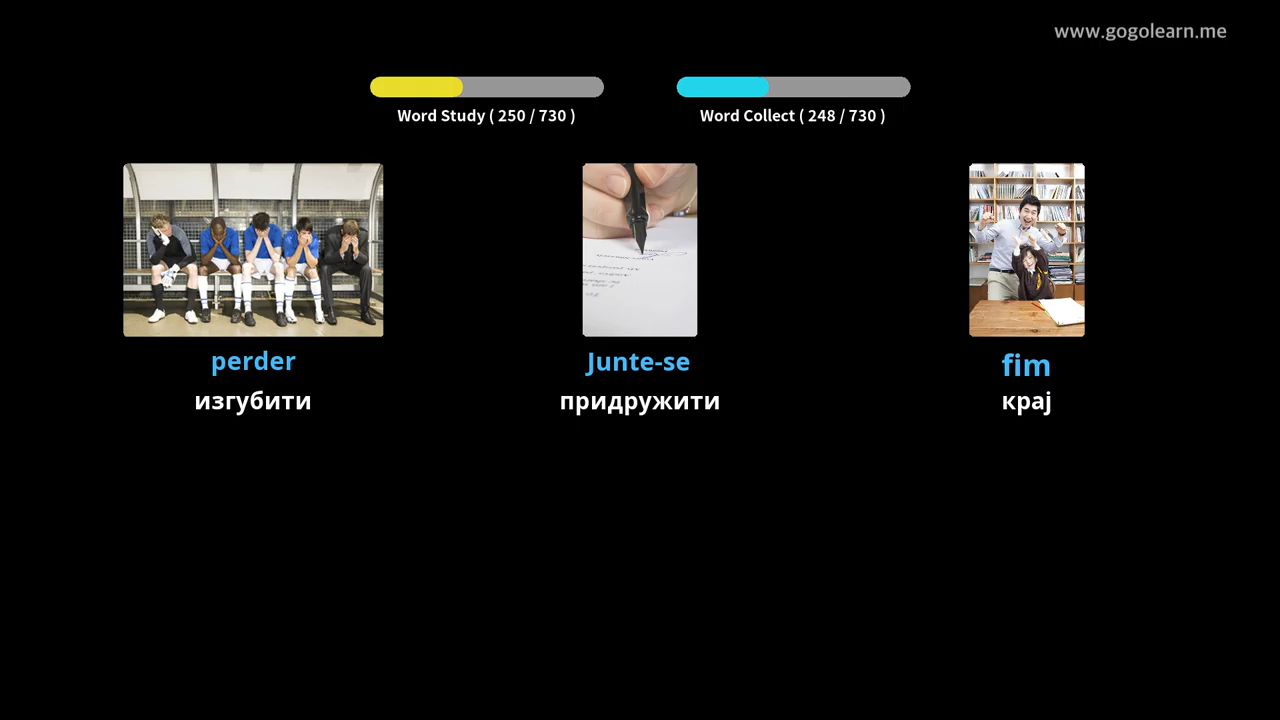 www.gogolearn.me
Word Study ( 250 / 730 )
Word Collect ( 248 / 730 )
perder
Junte-se
fim
изгубити
придружити
крај